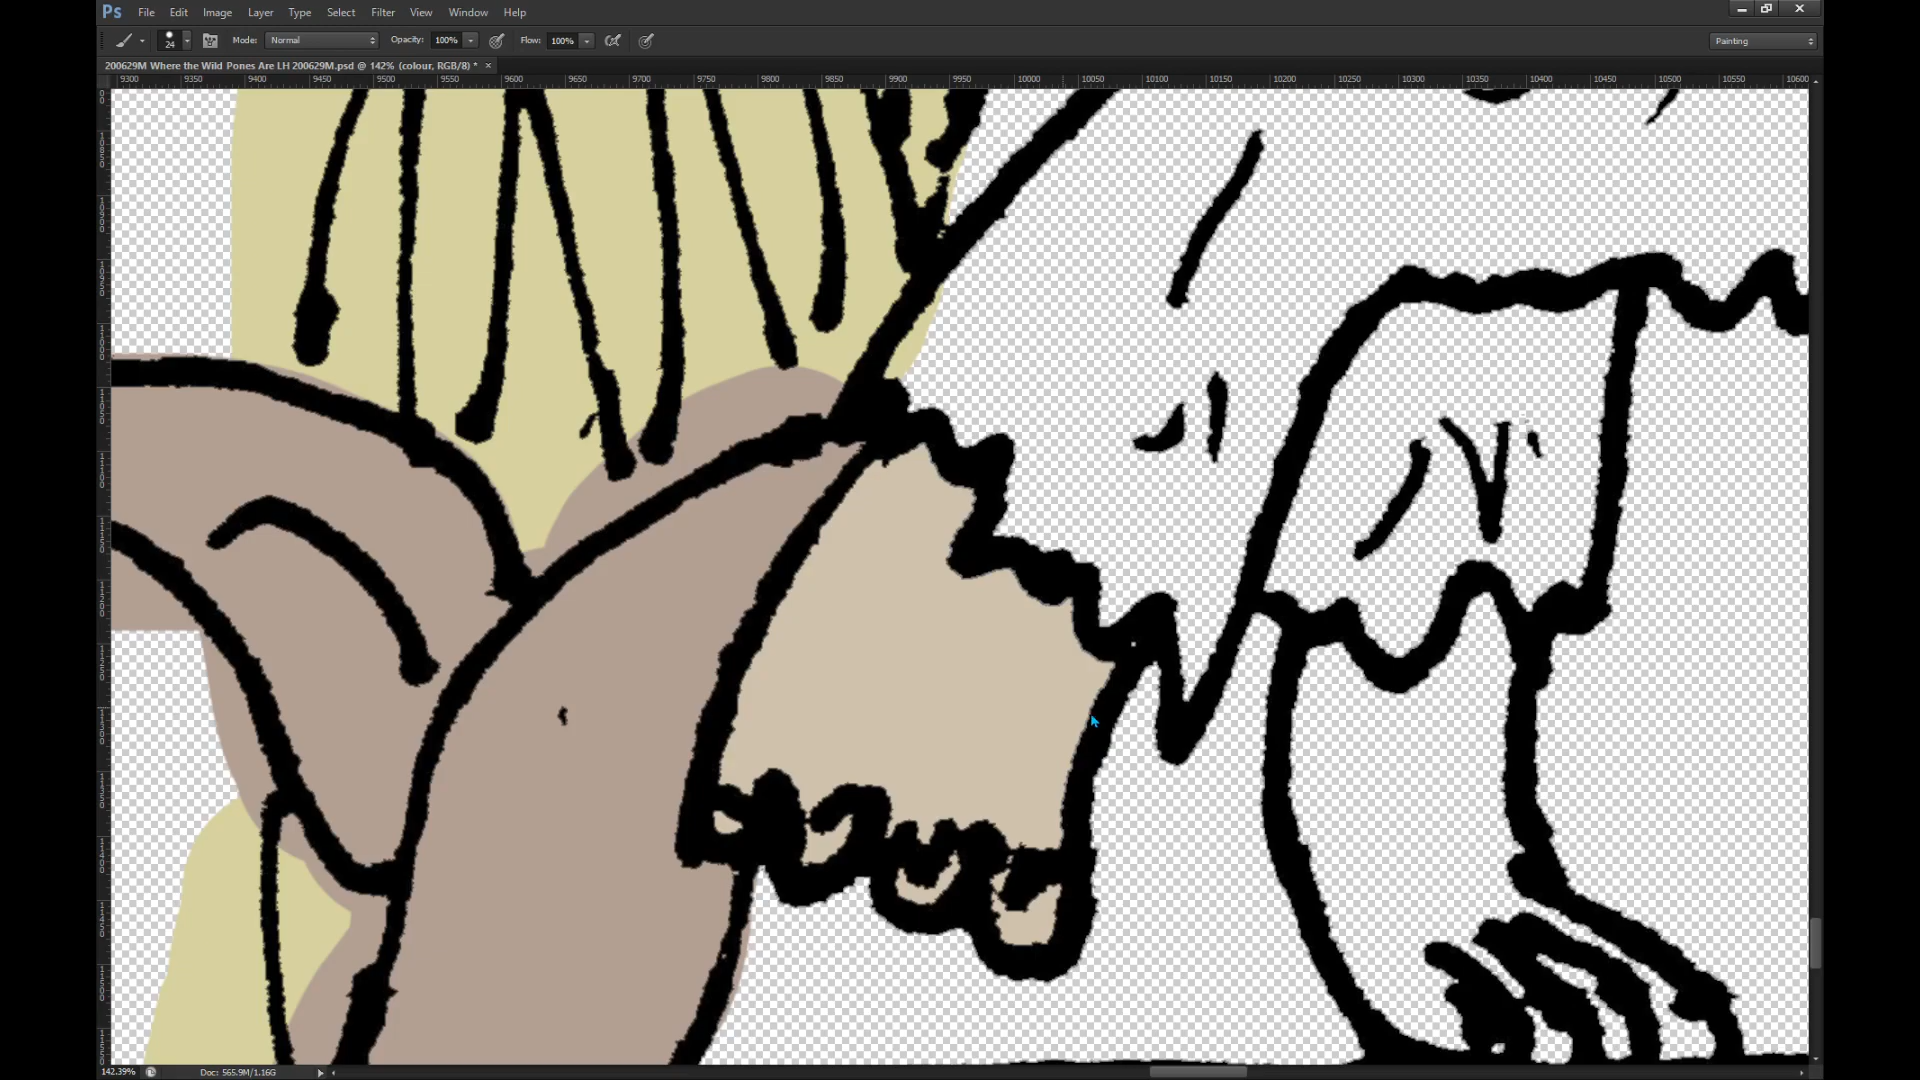 Ps File Edit Image Layer Type Select Filter View Window Help
24 Mode: Normal Opacity: 100% Flow: 100% Painting
200629M Where the Wild Pones Are LH 200629M.psd @ 142% (colour, RGB/8) * ×
9300 9350 9400 9450 9500 9550 9600 9650 9700 9750 9800 9850 9900 9950 10000 10050 10100 10150 10200 10250 10300 10350 10400 10450 10500 10550 10600
142.39% Doc: 565.9M/1.16G